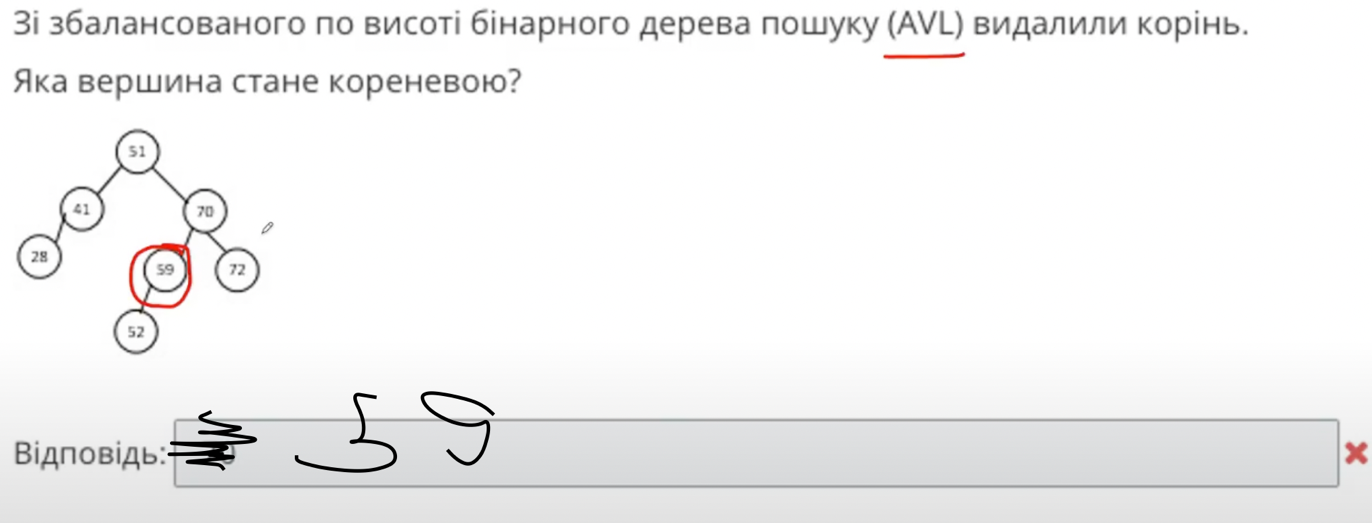 Зі збалансованого по висоті бінарного дерева пошуку (AVL) видалили корінь.
Яка вершина стане кореневою?
51
41
70
28
59
72
52
Відповідь: 59